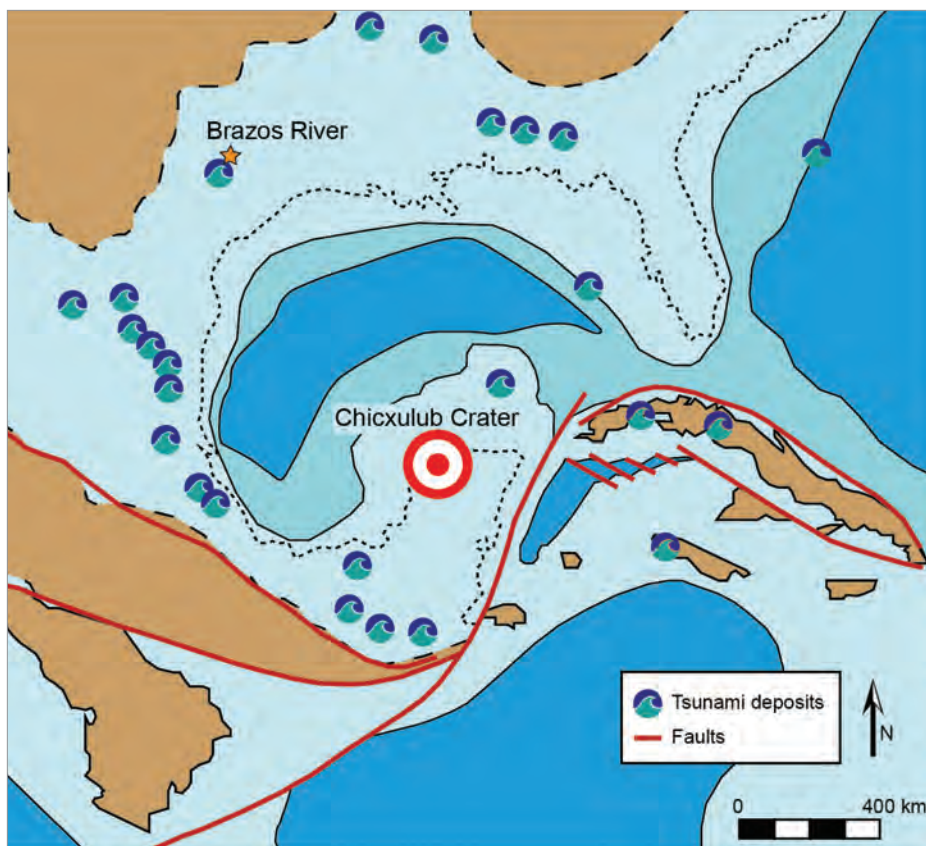 Brazos River
Chicxulub Crater
Tsunami deposits
Faults
N
0 400 km